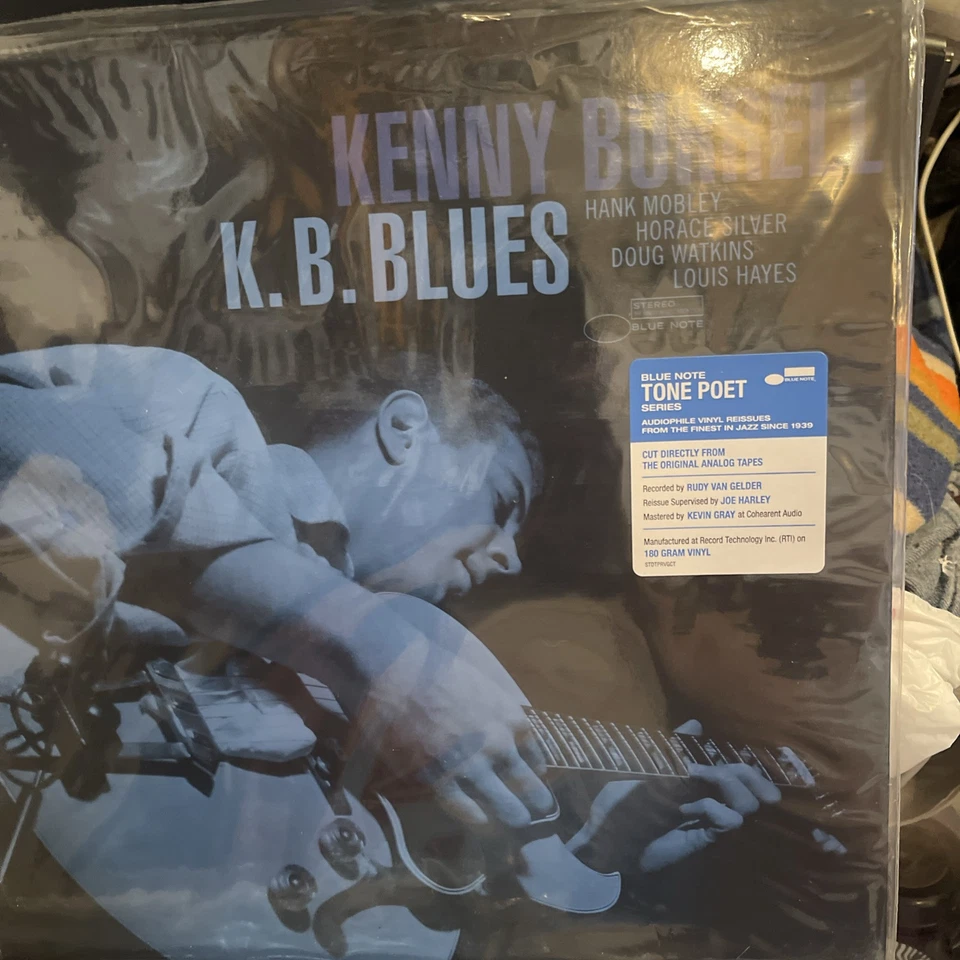 KENNY BURRELL
K. B. BLUES
HANK MOBLEY
HORACE SILVER
DOUG WATKINS
LOUIS HAYES
STEREO
BLUE NOTE
BLUE NOTE
TONE POET
SERIES
BLUE NOTE
AUDIOPHILE VINYL REISSUES
FROM THE FINEST IN JAZZ SINCE 1939
CUT DIRECTLY FROM
THE ORIGINAL ANALOG TAPES
Recorded by RUDY VAN GELDER
Reissue Supervised by JOE HARLEY
Mastered by KEVIN GRAY at Cohearent Audio
Manufactured at Record Technology Inc. (RTI) on
180 GRAM VINYL